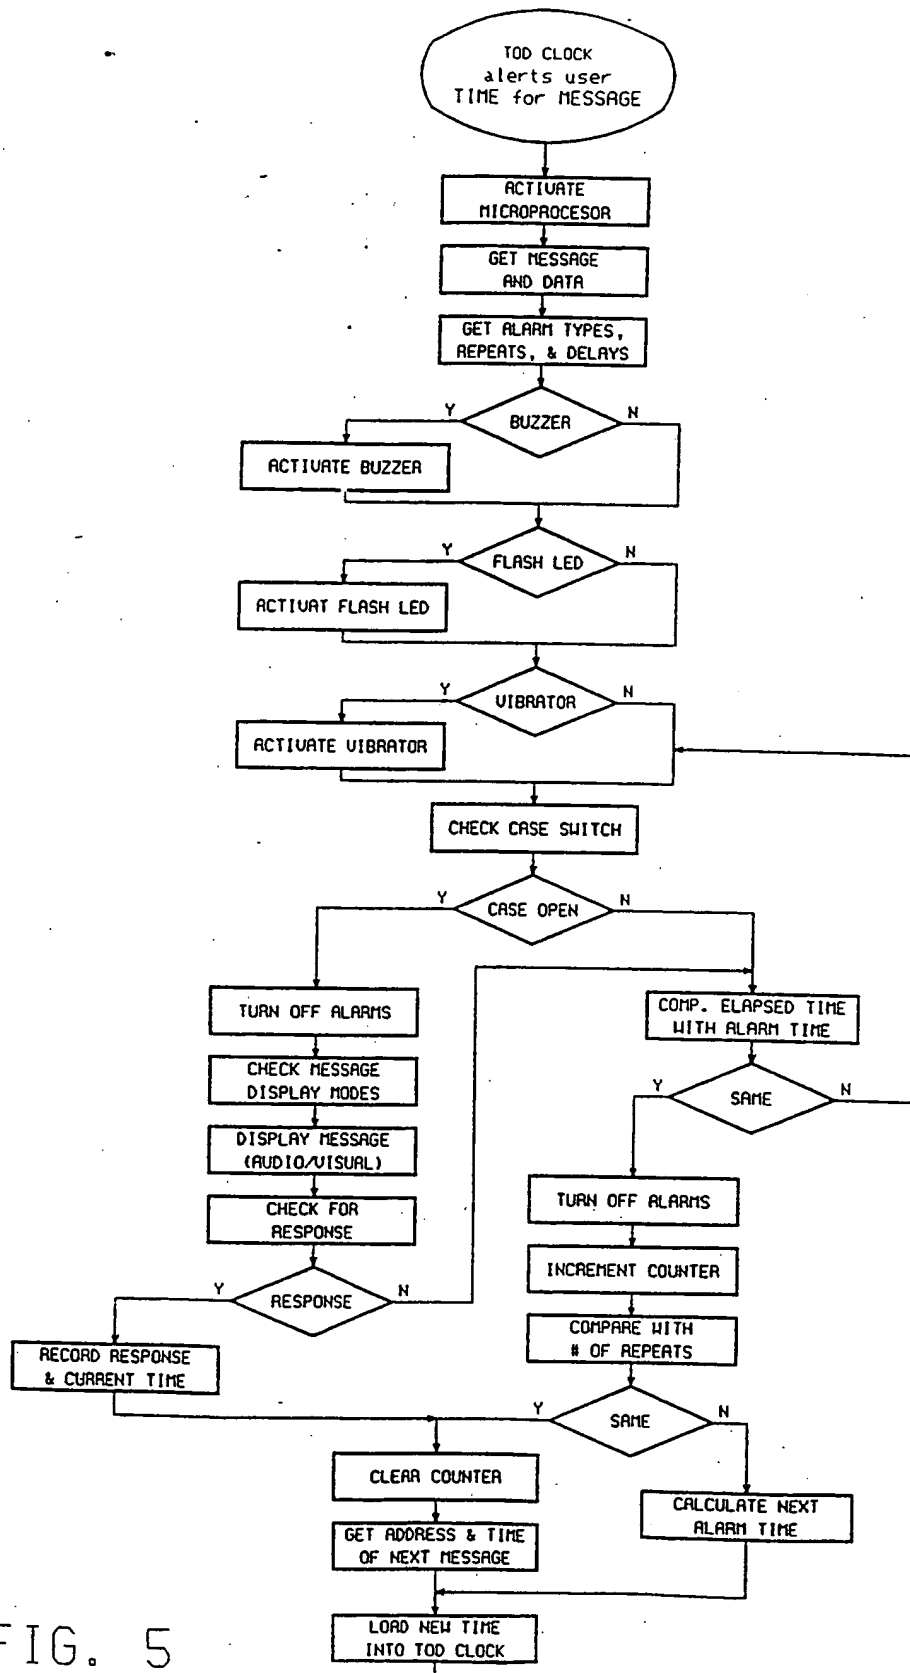 TOD CLOCK
alerts user
TIME for MESSAGE
ACTIVATE
MICROPROCESOR
GET MESSAGE
AND DATA
GET ALARM TYPES,
REPEATS, & DELAYS
Y
BUZZER
N
ACTIVATE BUZZER
Y
FLASH LED
N
ACTIVAT FLASH LED
Y
VIBRATOR
N
ACTIVATE VIBRATOR
CHECK CASE SWITCH
Y
CASE OPEN
N
TURN OFF ALARMS
COMP. ELAPSED TIME
WITH ALARM TIME
CHECK MESSAGE
DISPLAY MODES
Y
SAME
N
DISPLAY MESSAGE
(AUDIO/VISUAL)
TURN OFF ALARMS
CHECK FOR
RESPONSE
INCREMENT COUNTER
Y
RESPONSE
N
COMPARE WITH
# OF REPEATS
RECORD RESPONSE
& CURRENT TIME
Y
SAME
N
CLEAR COUNTER
CALCULATE NEXT
ALARM TIME
GET ADDRESS & TIME
OF NEXT MESSAGE
LOAD NEW TIME
INTO TOD CLOCK
FIG. 5